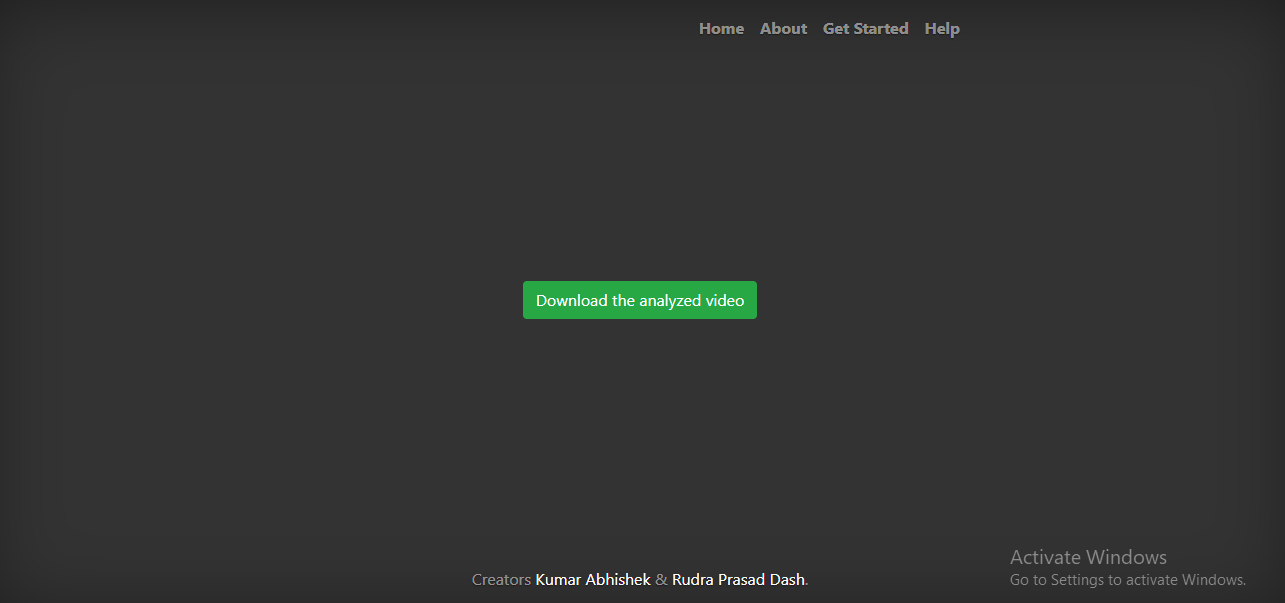 Home About Get Started Help
Download the analyzed video
Creators Kumar Abhishek & Rudra Prasad Dash.
Activate Windows
Go to Settings to activate Windows.